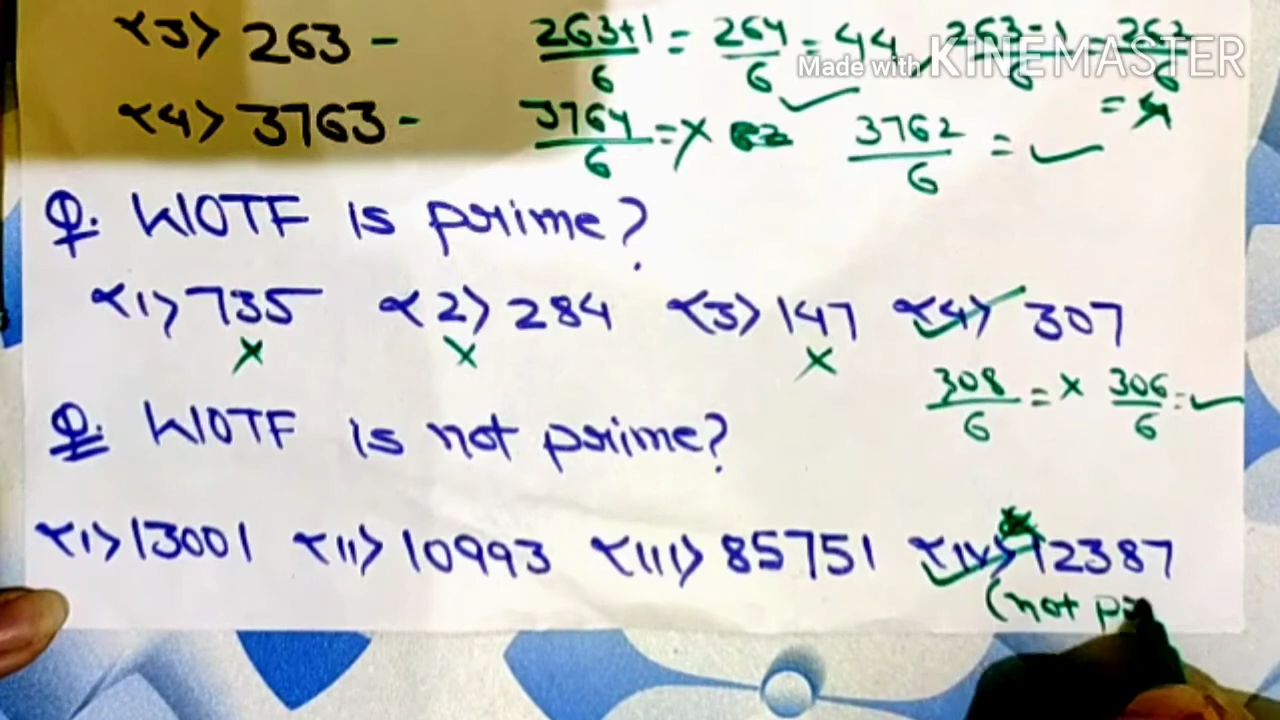 <3> 263 - 263+1/6 = 264/6 = 44 263-1/6 = 262/6
Made with KINEMASTER
= x
<4> 3763 - 3764/6 = x 3762/6 = ✓
Q. WIOTF is prime?
<1> 735 <2> 284 <3> 147 <4> 307
x x x
308/6 = x 306/6 = ✓
Q. WIOTF is not prime?
<i> 13001 <ii> 10993 <iii> 85751 <iv> 12387
(not